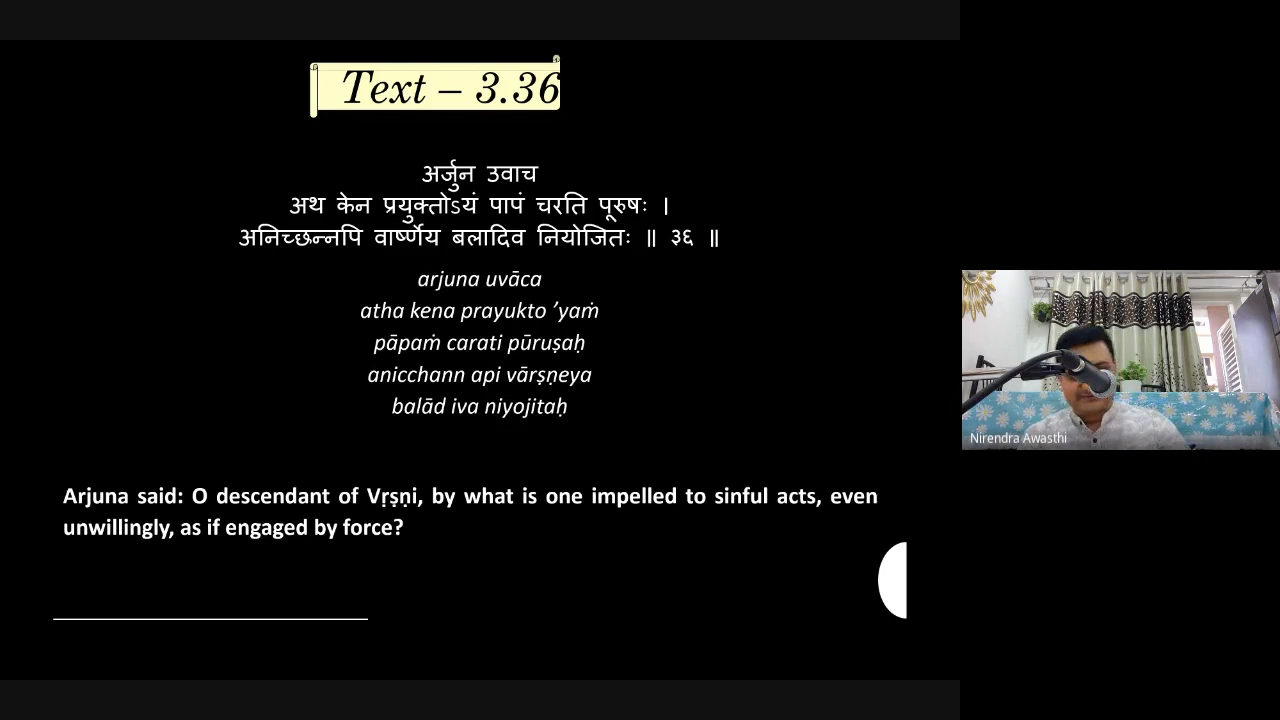 Text – 3.36
अर्जुन उवाच
अथ केन प्रयुक्तोऽयं पापं चरति पूरुषः ।
अनिच्छन्नपि वार्ष्णेय बलादिव नियोजितः ॥ ३६ ॥
arjuna uvāca
atha kena prayukto ’yaṁ
pāpaṁ carati pūruṣaḥ
anicchann api vārṣṇeya
balād iva niyojitaḥ
Arjuna said: O descendant of Vṛṣṇi, by what is one impelled to sinful acts, even
unwillingly, as if engaged by force?
Nirendra Awasthi